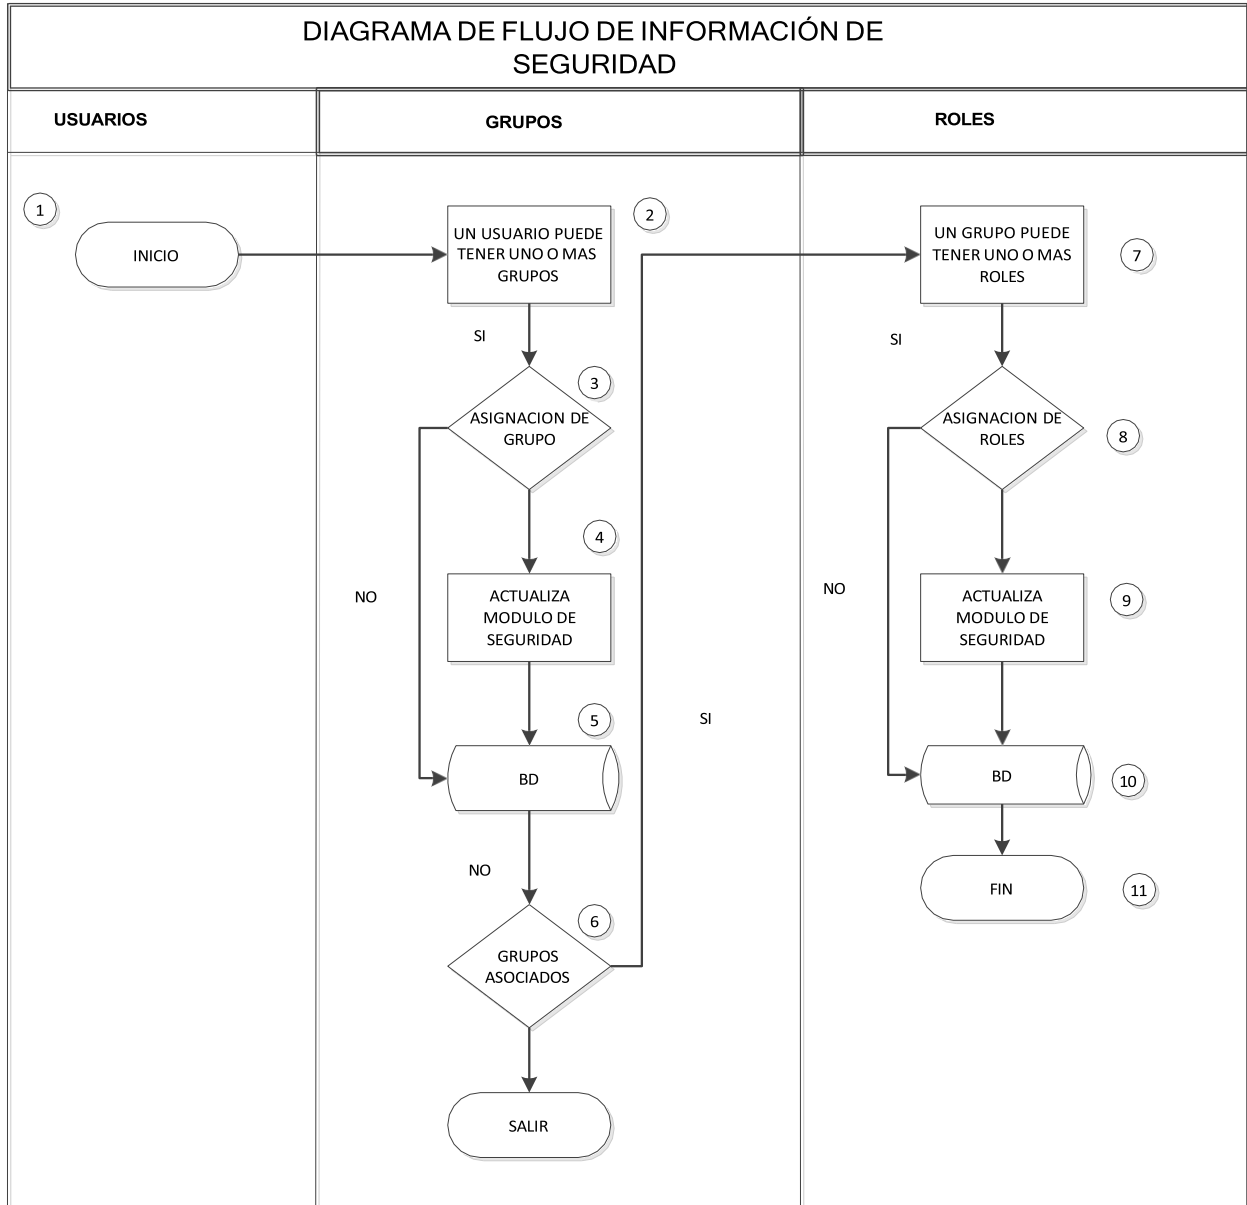 DIAGRAMA DE FLUJO DE INFORMACIÓN DE
SEGURIDAD
USUARIOS
GRUPOS
ROLES
1
INICIO
UN USUARIO PUEDE
TENER UNO O MAS
GRUPOS
2
SI
3
ASIGNACION DE
GRUPO
4
NO
ACTUALIZA
MODULO DE
SEGURIDAD
5
SI
BD
NO
6
GRUPOS
ASOCIADOS
SALIR
UN GRUPO PUEDE
TENER UNO O MAS
ROLES
7
SI
ASIGNACION DE
ROLES
8
NO
ACTUALIZA
MODULO DE
SEGURIDAD
9
BD
10
FIN
11